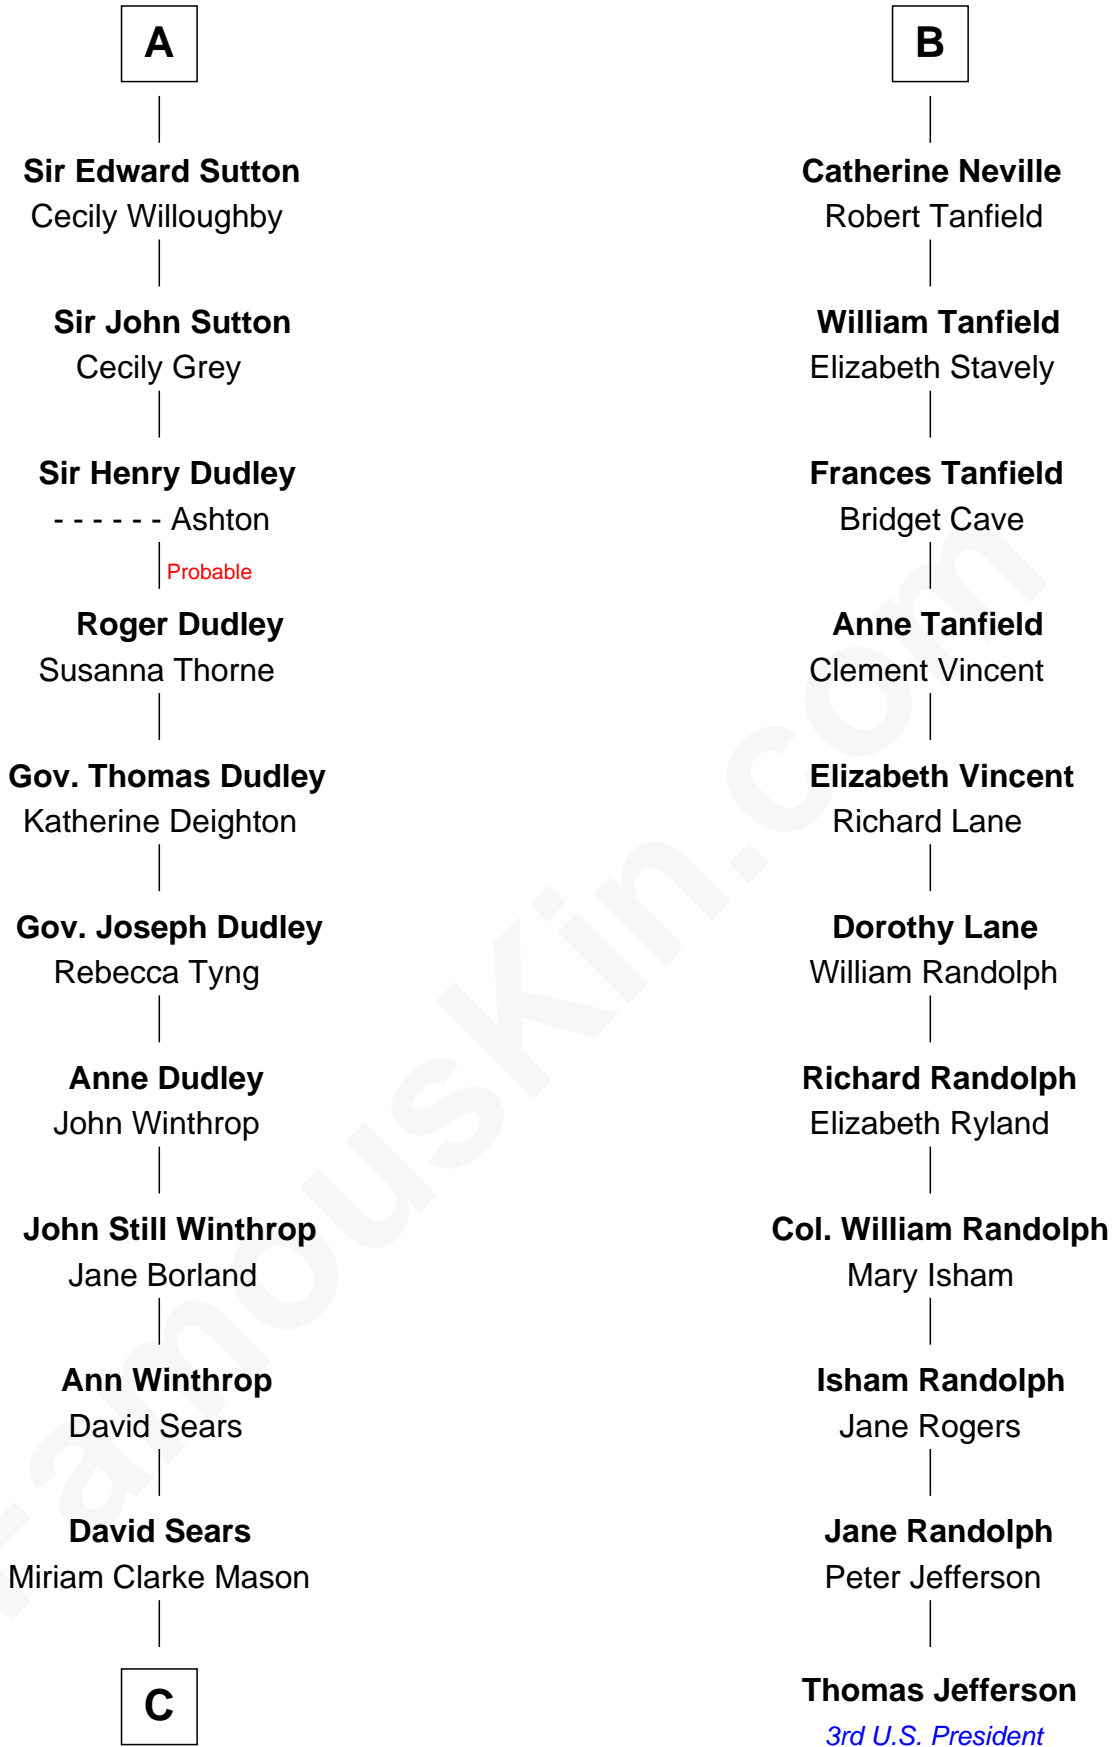 A
Sir Edward Sutton
Cecily Willoughby
Sir John Sutton
Cecily Grey
Sir Henry Dudley
- - - - - - Ashton
Probable
Roger Dudley
Susanna Thorne
Gov. Thomas Dudley
Katherine Deighton
Gov. Joseph Dudley
Rebecca Tyng
Anne Dudley
John Winthrop
John Still Winthrop
Jane Borland
Ann Winthrop
David Sears
David Sears
Miriam Clarke Mason
C
B
Catherine Neville
Robert Tanfield
William Tanfield
Elizabeth Stavely
Frances Tanfield
Bridget Cave
Anne Tanfield
Clement Vincent
Elizabeth Vincent
Richard Lane
Dorothy Lane
William Randolph
Richard Randolph
Elizabeth Ryland
Col. William Randolph
Mary Isham
Isham Randolph
Jane Rogers
Jane Randolph
Peter Jefferson
Thomas Jefferson
3rd U.S. President
FamousKin.com